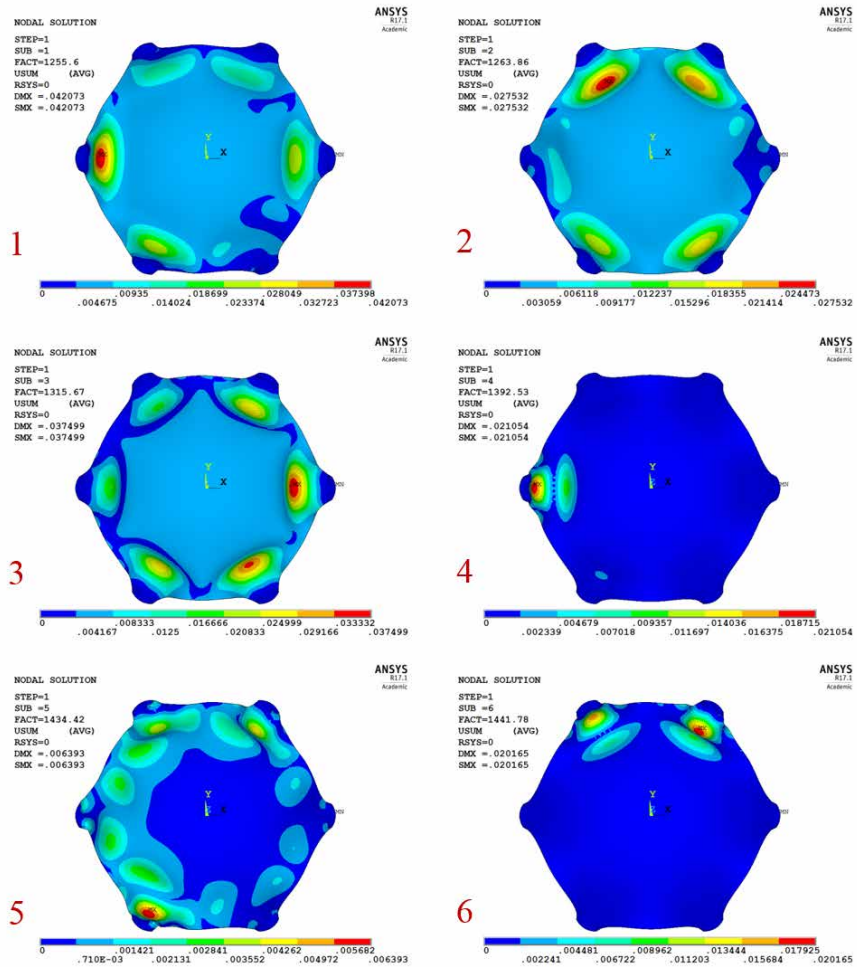 NODAL SOLUTION
STEP=1
SUB =1
FACT=1255.6
USUM (AVG)
RSYS=0
DMX =.042073
SMX =.042073
ANSYS
R17.1
Academic
Y
X
MX
1
0 .00935 .018699 .028049 .037398
.004675 .014024 .023374 .032723 .042073
NODAL SOLUTION
STEP=1
SUB =2
FACT=1263.86
USUM (AVG)
RSYS=0
DMX =.027532
SMX =.027532
ANSYS
R17.1
Academic
Y
X
2
0 .006118 .012237 .018355 .024473
.003059 .009177 .015296 .021414 .027532
NODAL SOLUTION
STEP=1
SUB =3
FACT=1315.67
USUM (AVG)
RSYS=0
DMX =.037499
SMX =.037499
ANSYS
R17.1
Academic
Y
X
MX
3
0 .008333 .016666 .024999 .033332
.004167 .0125 .020833 .029166 .037499
NODAL SOLUTION
STEP=1
SUB =4
FACT=1392.53
USUM (AVG)
RSYS=0
DMX =.021054
SMX =.021054
ANSYS
R17.1
Academic
Y
Z X
MX
4
0 .004679 .009357 .014036 .018715
.002339 .007018 .011697 .016375 .021054
NODAL SOLUTION
STEP=1
SUB =5
FACT=1434.42
USUM (AVG)
RSYS=0
DMX =.006393
SMX =.006393
ANSYS
R17.1
Academic
Y
Z X
MX
5
0 .001421 .002841 .004262 .005682
.710E-03 .002131 .003552 .004972 .006393
NODAL SOLUTION
STEP=1
SUB =6
FACT=1441.78
USUM (AVG)
RSYS=0
DMX =.020165
SMX =.020165
ANSYS
R17.1
Academic
Y
Z X
MX
6
0 .004481 .008962 .013444 .017925
.002241 .006722 .011203 .015684 .020165